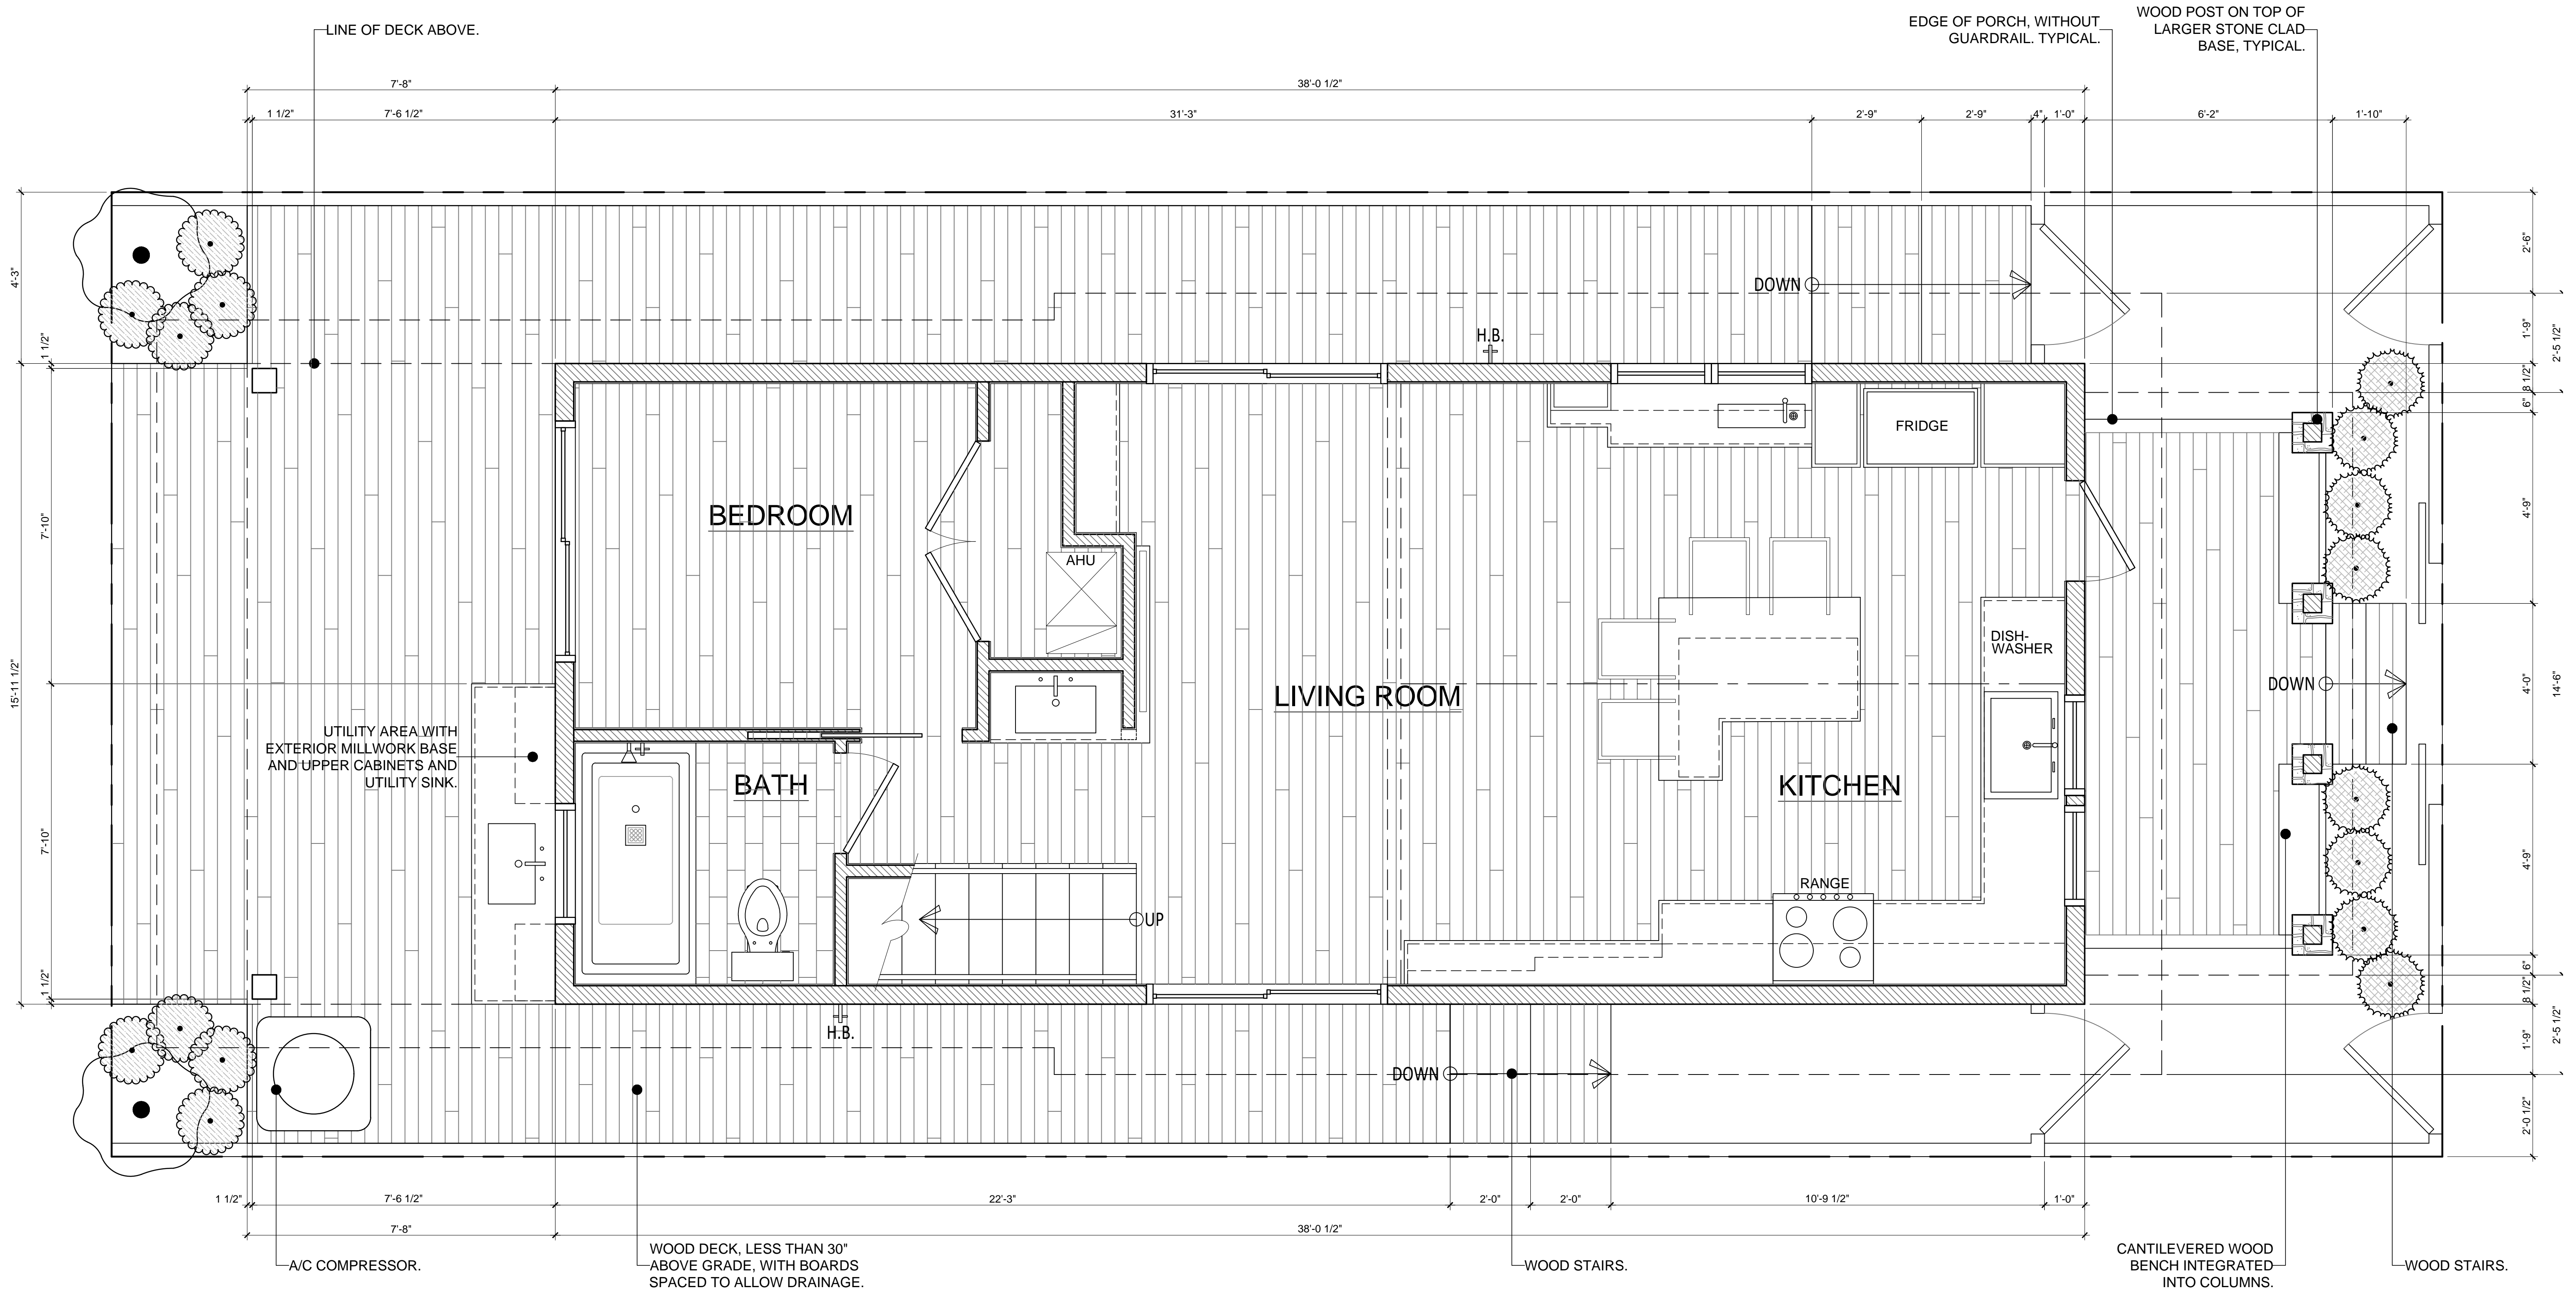 LINE OF DECK ABOVE.
EDGE OF PORCH, WITHOUT
GUARDRAIL. TYPICAL.
WOOD POST ON TOP OF
LARGER STONE CLAD
BASE, TYPICAL.
7'-8"
38'-0 1/2"
1 1/2"
7'-6 1/2"
31'-3"
2'-9"
2'-9"
4"
1'-0"
6'-2"
1'-10"
4'-3"
1 1/2"
7'-10"
15'-11 1/2"
7'-10"
1 1/2"
DOWN
H.B.
FRIDGE
BEDROOM
AHU
DISH-
WASHER
LIVING ROOM
DOWN
UTILITY AREA WITH
EXTERIOR MILLWORK BASE
AND UPPER CABINETS AND
UTILITY SINK.
BATH
KITCHEN
RANGE
UP
H.B.
DOWN
2'-6"
1'-9"
2'-5 1/2"
8 1/2"
6"
4'-9"
4'-0"
14'-6"
4'-9"
6"
8 1/2"
1'-9"
2'-5 1/2"
2'-0 1/2"
1 1/2"
7'-6 1/2"
22'-3"
2'-0"
2'-0"
10'-9 1/2"
1'-0"
7'-8"
38'-0 1/2"
A/C COMPRESSOR.
WOOD DECK, LESS THAN 30"
ABOVE GRADE, WITH BOARDS
SPACED TO ALLOW DRAINAGE.
WOOD STAIRS.
CANTILEVERED WOOD
BENCH INTEGRATED
INTO COLUMNS.
WOOD STAIRS.